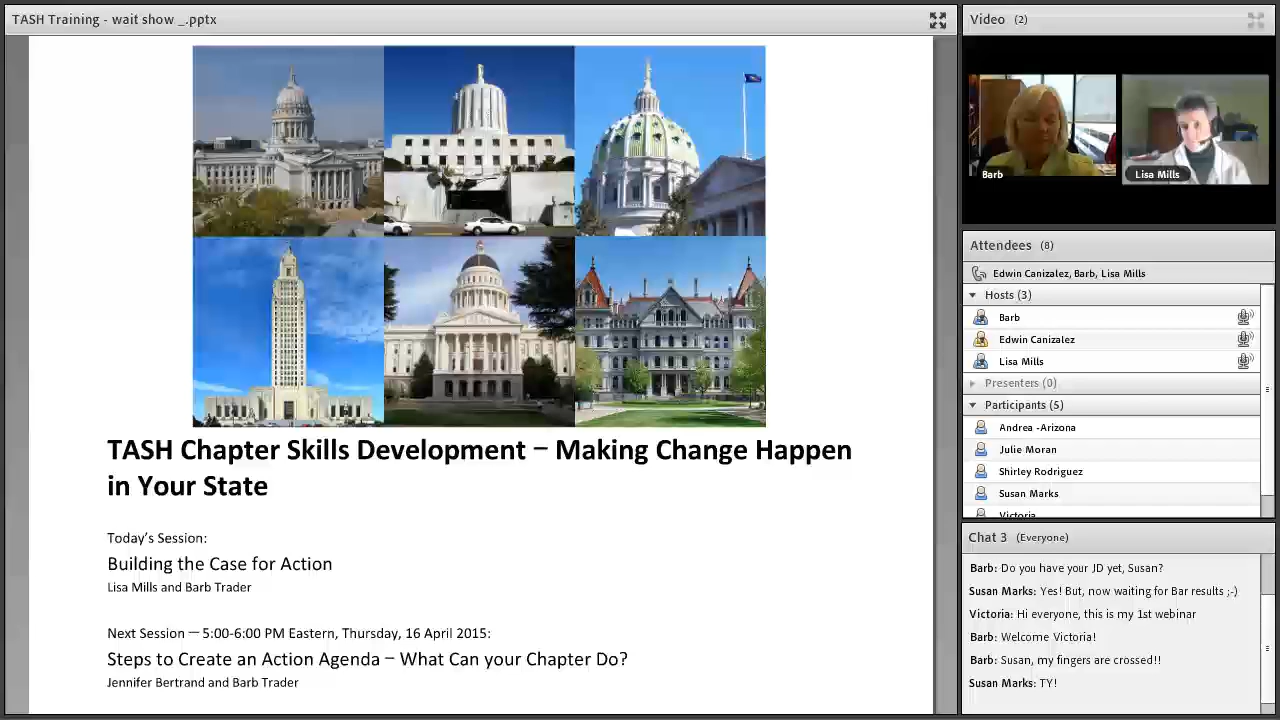 TASH Training - wait show _.pptx
TASH Chapter Skills Development – Making Change Happen
in Your State
Today's Session:
Building the Case for Action
Lisa Mills and Barb Trader
Next Session — 5:00-6:00 PM Eastern, Thursday, 16 April 2015:
Steps to Create an Action Agenda – What Can your Chapter Do?
Jennifer Bertrand and Barb Trader
Video (2)
Barb
Lisa Mills
Attendees (8)
Edwin Canizalez, Barb, Lisa Mills
Hosts (3)
Barb
Edwin Canizalez
Lisa Mills
Presenters (0)
Participants (5)
Andrea -Arizona
Julie Moran
Shirley Rodriguez
Susan Marks
Victoria
Chat 3 (Everyone)
Barb: Do you have your JD yet, Susan?
Susan Marks: Yes! But, now waiting for Bar results ;-)
Victoria: Hi everyone, this is my 1st webinar
Barb: Welcome Victoria!
Barb: Susan, my fingers are crossed!!
Susan Marks: TY!